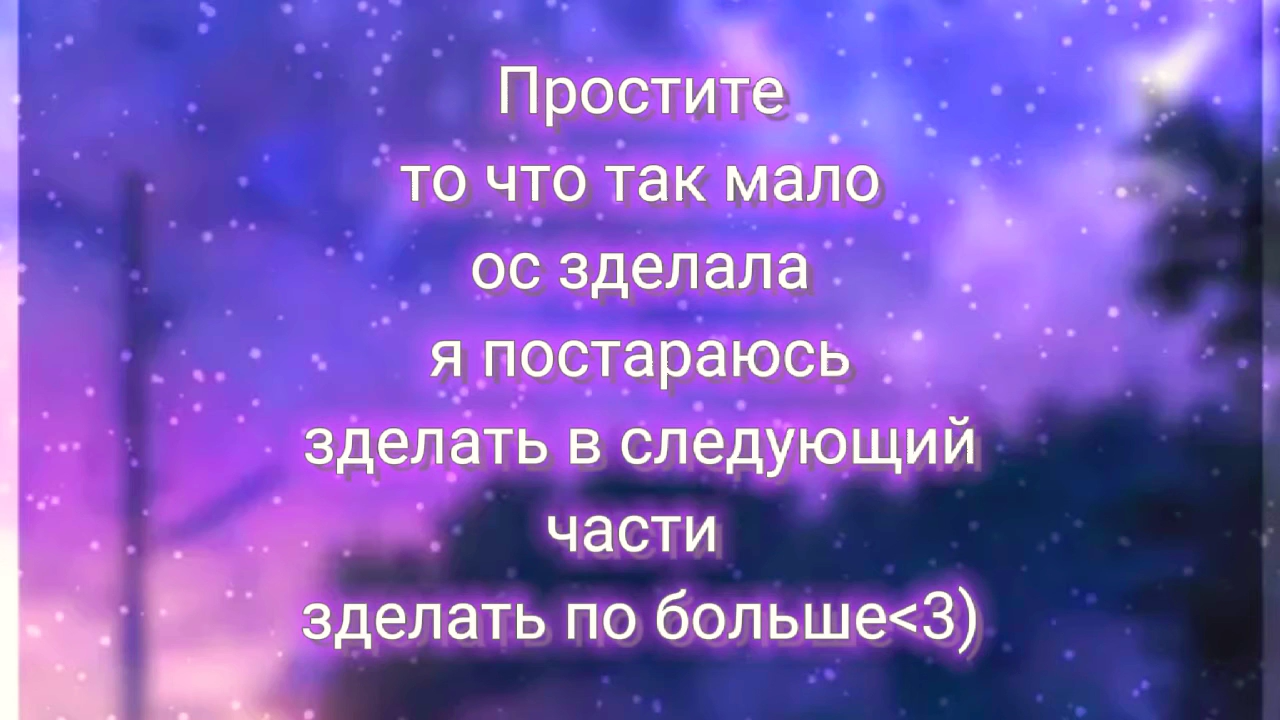 Простите
то что так мало
ос зделала
я постараюсь
зделать в следующий
части
зделать по больше<3)